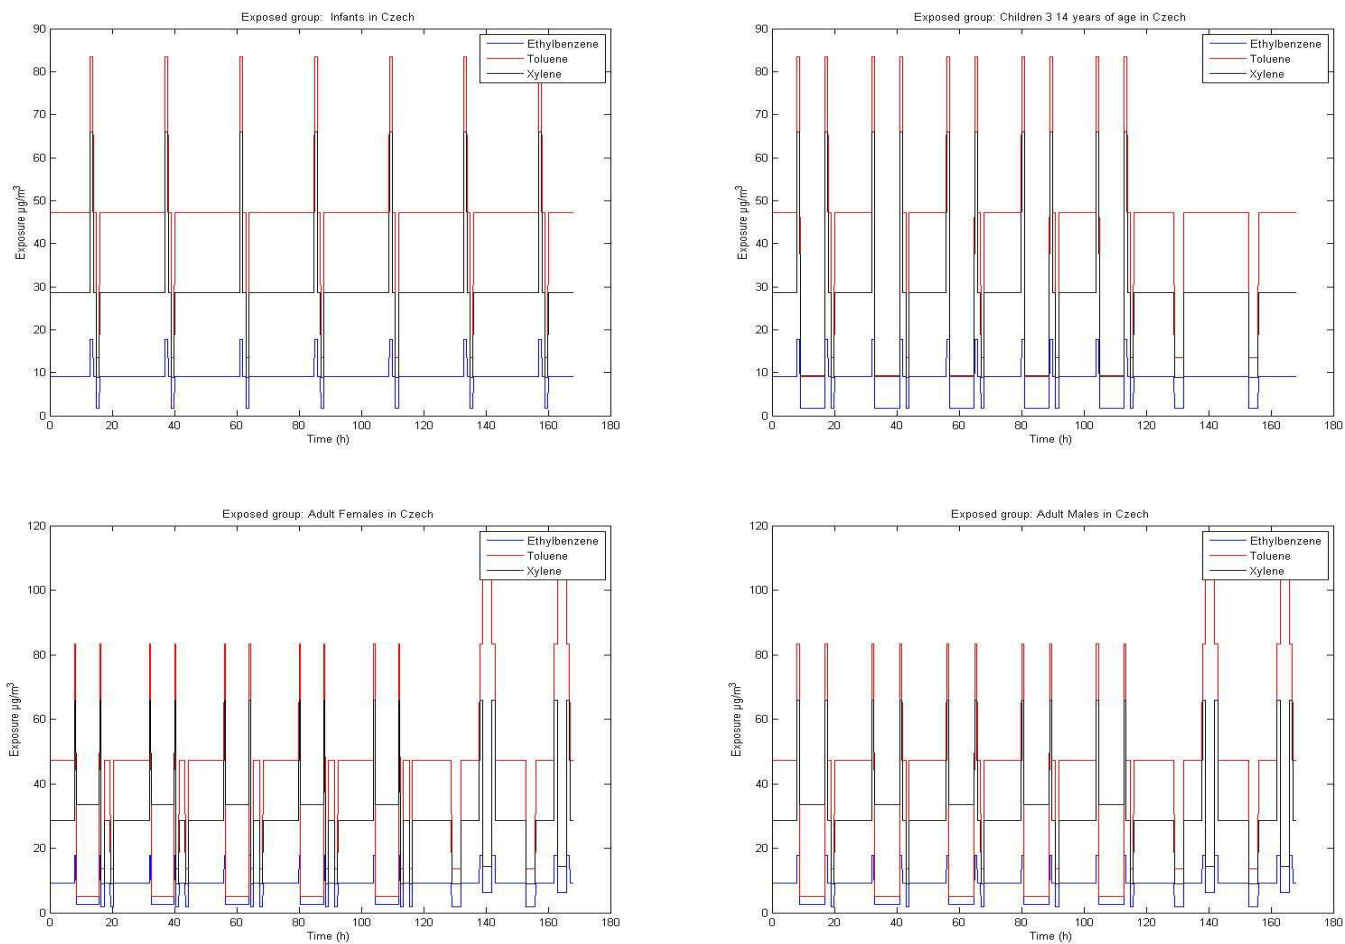 Exposed group: Infants in Czech
90
80
70
60
50
40
30
20
10
0
Exposure µg/m³
0 20 40 60 80 100 120 140 160 180
Time (h)
Ethylbenzene
Toluene
Xylene
Exposed group: Children 3 14 years of age in Czech
90
80
70
60
50
40
30
20
10
0
Exposure µg/m³
0 20 40 60 80 100 120 140 160 180
Time (h)
Ethylbenzene
Toluene
Xylene
Exposed group: Adult Females in Czech
120
100
80
60
40
20
0
Exposure µg/m³
0 20 40 60 80 100 120 140 160 180
Time (h)
Ethylbenzene
Toluene
Xylene
Exposed group: Adult Males in Czech
120
100
80
60
40
20
0
Exposure µg/m³
0 20 40 60 80 100 120 140 160 180
Time (h)
Ethylbenzene
Toluene
Xylene